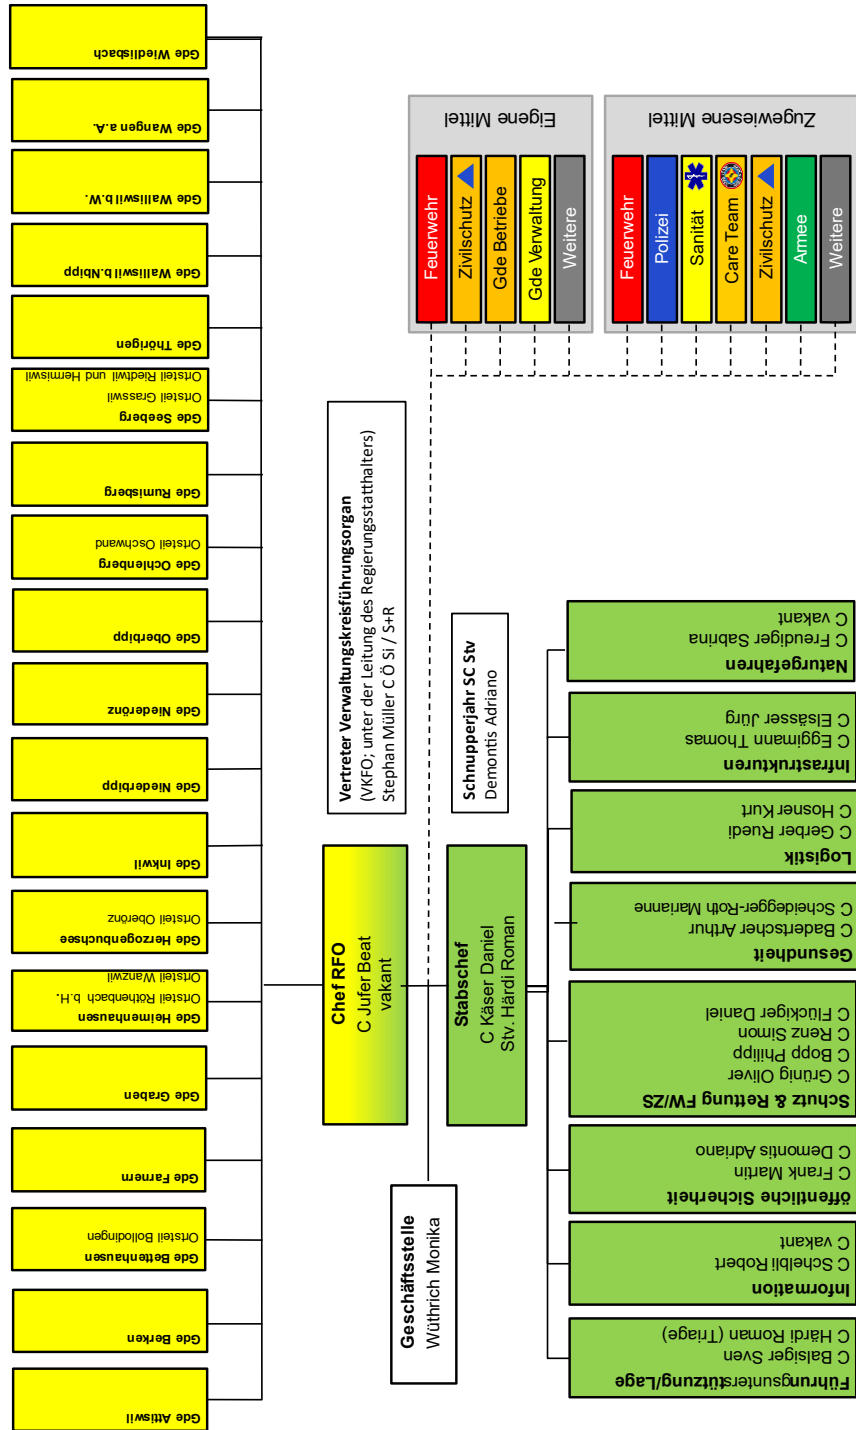 Gde Attiswil
Gde Berken
Gde Bettenhausen
Ortsteil Bollodingen
Gde Farnern
Gde Graben
Gde Heimenhausen
Ortsteil Röthenbach b.H.
Ortsteil Wanzwil
Gde Herzogenbuchsee
Ortsteil Oberönz
Gde Inkwil
Gde Niederbipp
Gde Niederönz
Gde Oberbipp
Gde Ochlenberg
Ortsteil Oschwand
Gde Rumisberg
Gde Seeberg
Ortsteil Grasswil
Ortsteil Riedtwil und Hermiswil
Gde Thörigen
Gde Walliswil b.Nbipp
Gde Walliswil b.W.
Gde Wangen a.A.
Gde Wiedlisbach
Chef RFO
C Jufer Beat
vakant
Vertreter Verwaltungskreisführungsorgan
(VKFO; unter der Leitung des Regierungsstatthalters)
Stephan Müller C Ö Si / S+R
Geschäftsstelle
Wüthrich Monika
Stabschef
C Käser Daniel
Stv. Härdi Roman
Schnupperjahr SC Stv
Demontis Adriano
Führungsunterstützung/Lage
C Balsiger Sven
C Härdi Roman (Triage)
Information
C Scheibli Robert
C vakant
öffentliche Sicherheit
C Frank Martin
C Demontis Adriano
Schutz & Rettung FW/ZS
C Grünig Oliver
C Bopp Philipp
C Renz Simon
C Flückiger Daniel
Gesundheit
C Badertscher Arthur
C Scheidegger-Roth Marianne
Logistik
C Gerber Ruedi
C Hosner Kurt
Infrastrukturen
C Eggimann Thomas
C Elsässer Jürg
Naturgefahren
C Freudiger Sabrina
C vakant
Eigene Mittel
Feuerwehr
Zivilschutz
Gde Betriebe
Gde Verwaltung
Weitere
Zugewiesene Mittel
Feuerwehr
Polizei
Sanität
Care Team
Zivilschutz
Armee
Weitere